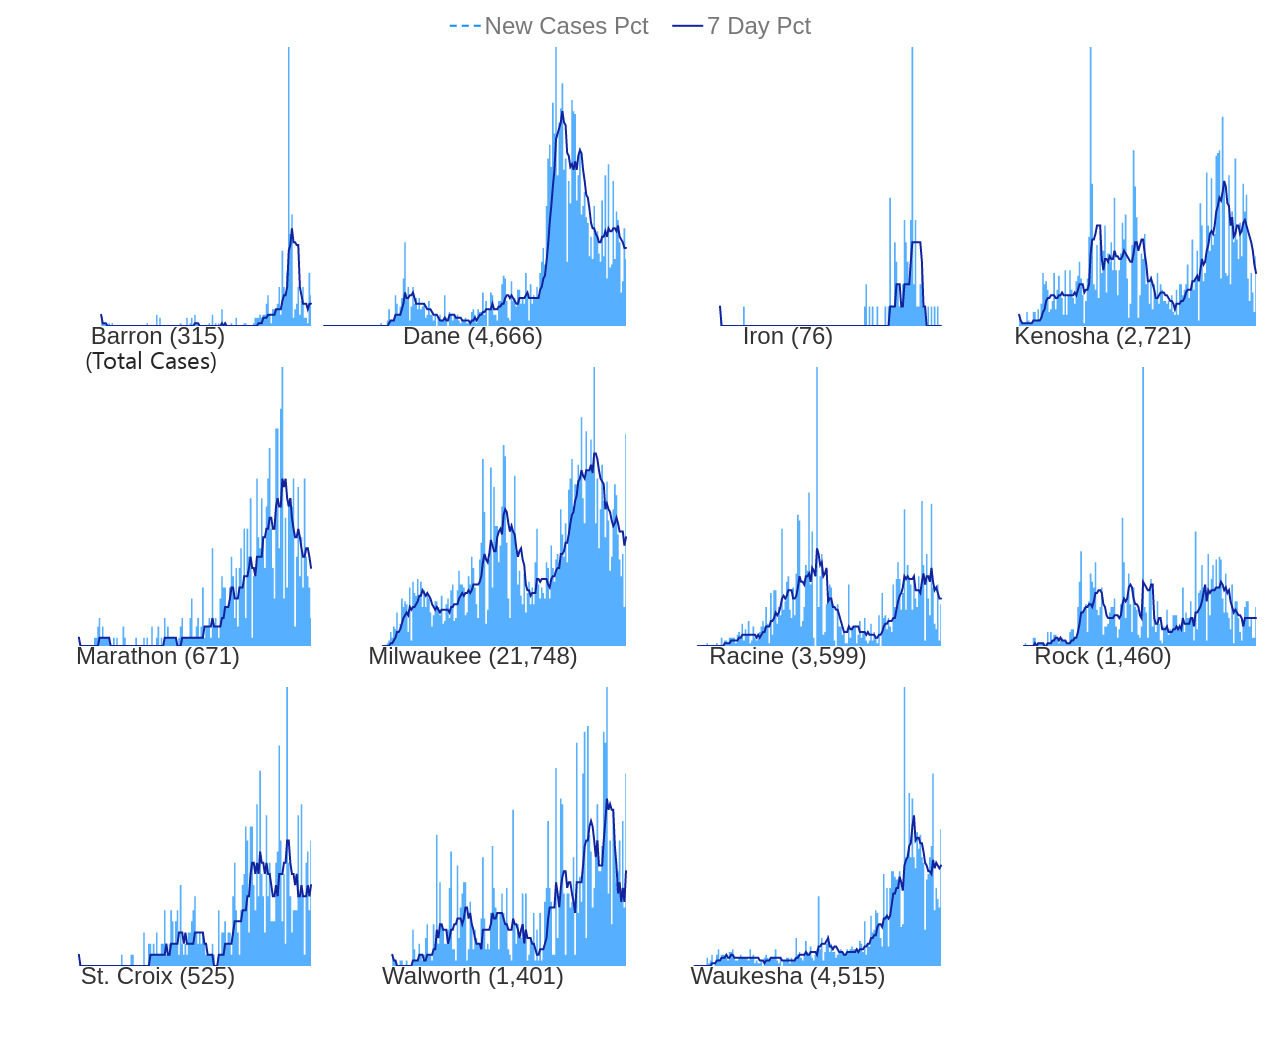 New Cases Pct 7 Day Pct
Barron (315) Dane (4,666) Iron (76) Kenosha (2,721)
(Total Cases)
Marathon (671) Milwaukee (21,748) Racine (3,599) Rock (1,460)
St. Croix (525) Walworth (1,401) Waukesha (4,515)